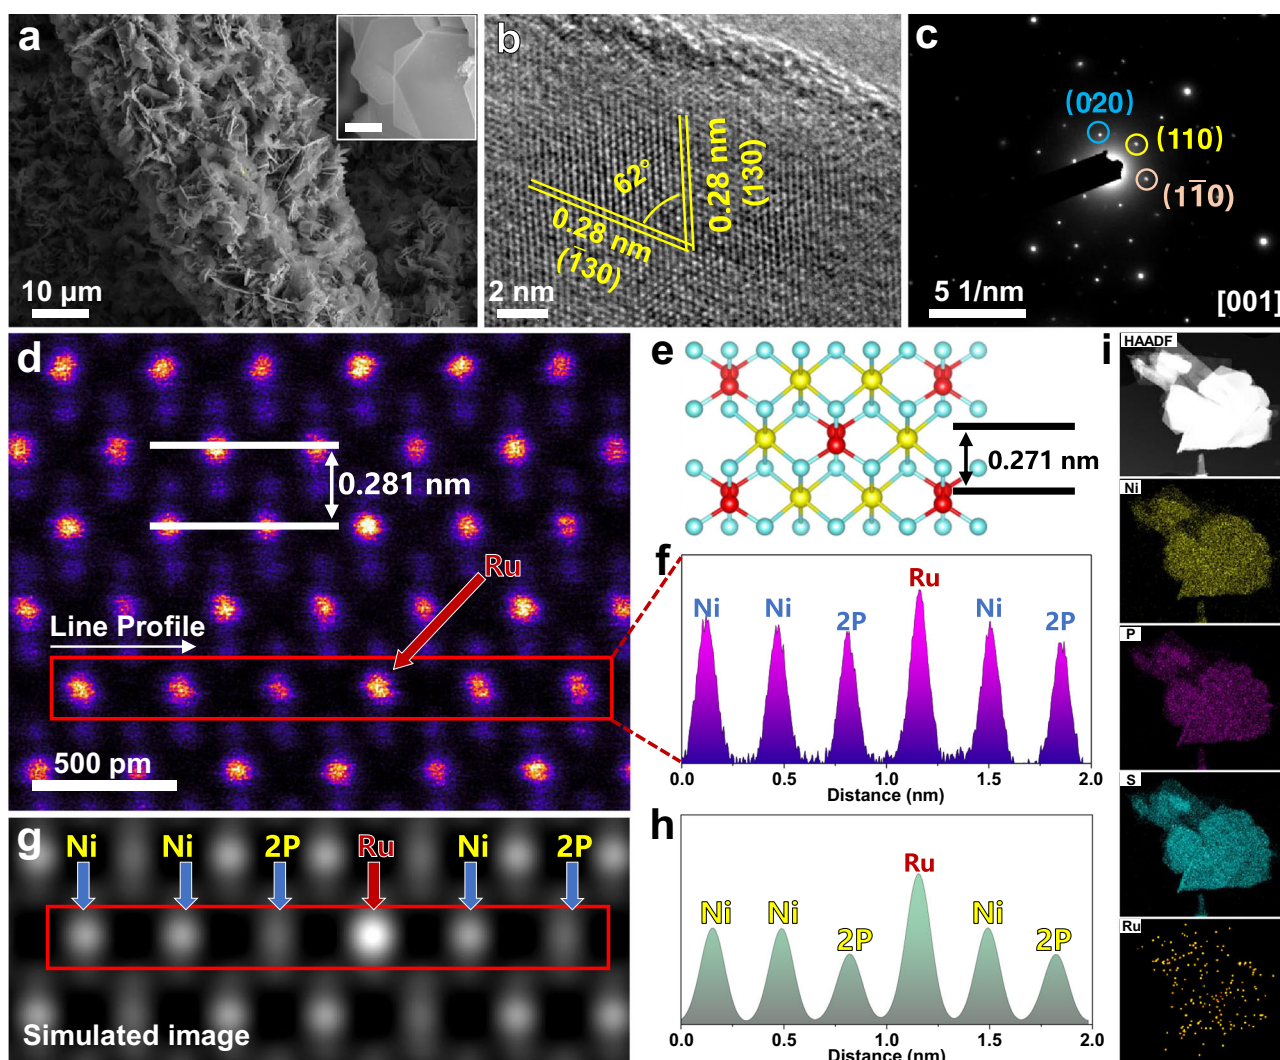 a
10 μm
b
62°
0.28 nm
(130)
0.28 nm
(1̄30)
2 nm
c
(020)
(110)
(11̄0)
5 1/nm
[001]
d
0.281 nm
Ru
Line Profile
500 pm
e
0.271 nm
f
Ni
Ni
2P
Ru
Ni
2P
0.0 0.5 1.0 1.5 2.0
Distance (nm)
g
Ni Ni 2P Ru Ni 2P
Simulated image
h
Ni
Ni
2P
Ru
Ni
2P
0.0 0.5 1.0 1.5 2.0
Distance (nm)
i
HAADF
Ni
P
S
Ru